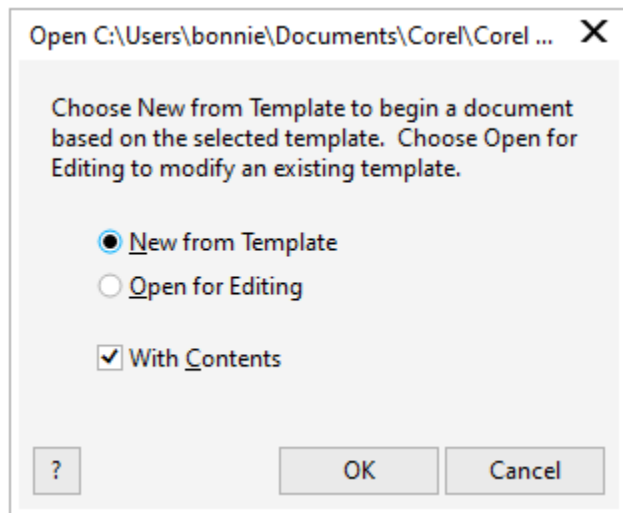 Open C:\Users\bonnie\Documents\Corel\Corel ...
Choose New from Template to begin a document
based on the selected template.  Choose Open for
Editing to modify an existing template.
New from Template
Open for Editing
With Contents
? OK Cancel